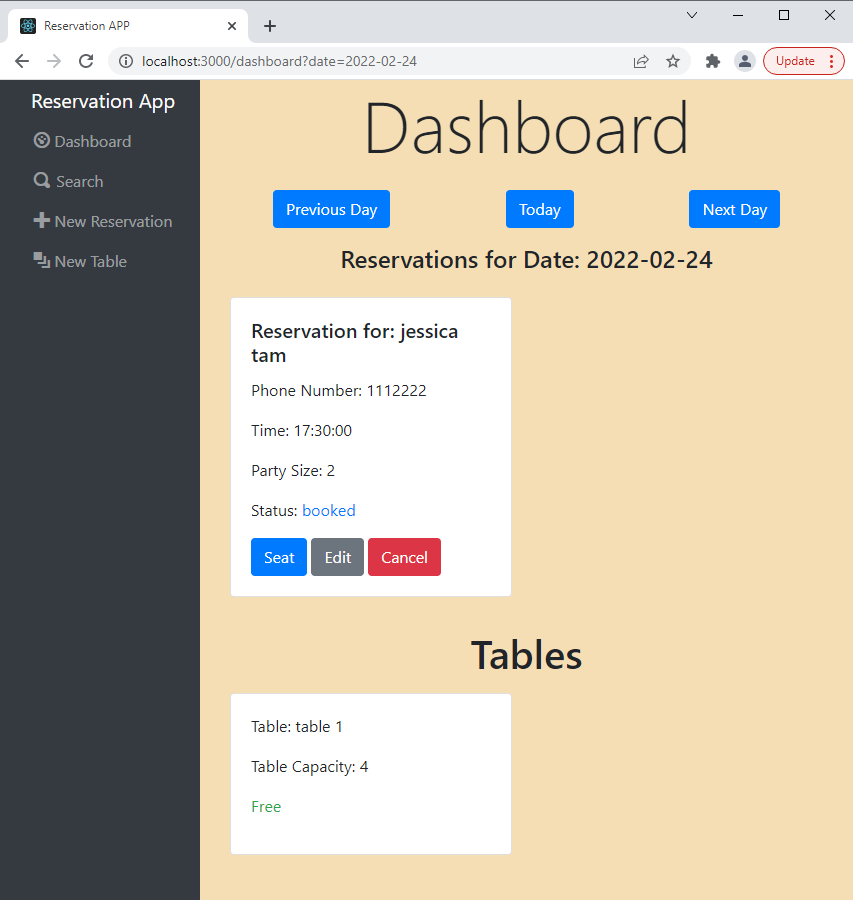 Reservation APP
localhost:3000/dashboard?date=2022-02-24
Update
Reservation App
Dashboard
Search
New Reservation
New Table
Dashboard
Previous Day Today Next Day
Reservations for Date: 2022-02-24
Reservation for: jessica
tam
Phone Number: 1112222
Time: 17:30:00
Party Size: 2
Status: booked
Seat Edit Cancel
Tables
Table: table 1
Table Capacity: 4
Free